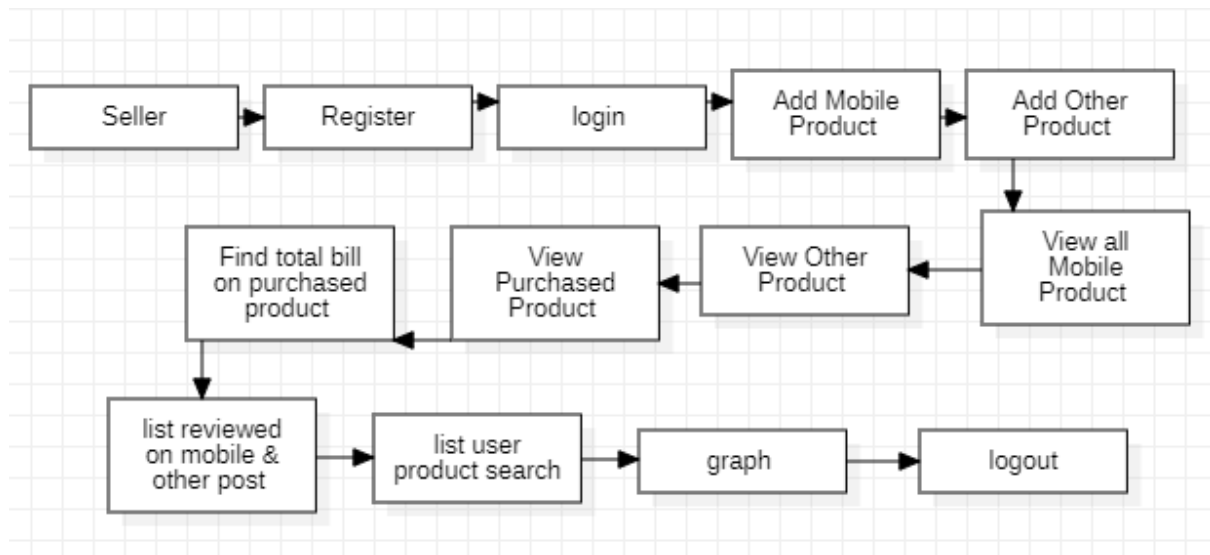 Seller
Register
login
Add Mobile
Product
Add Other
Product
View all
Mobile
Product
View Other
Product
View
Purchased
Product
Find total bill
on purchased
product
list reviewed
on mobile &
other post
list user
product search
graph
logout